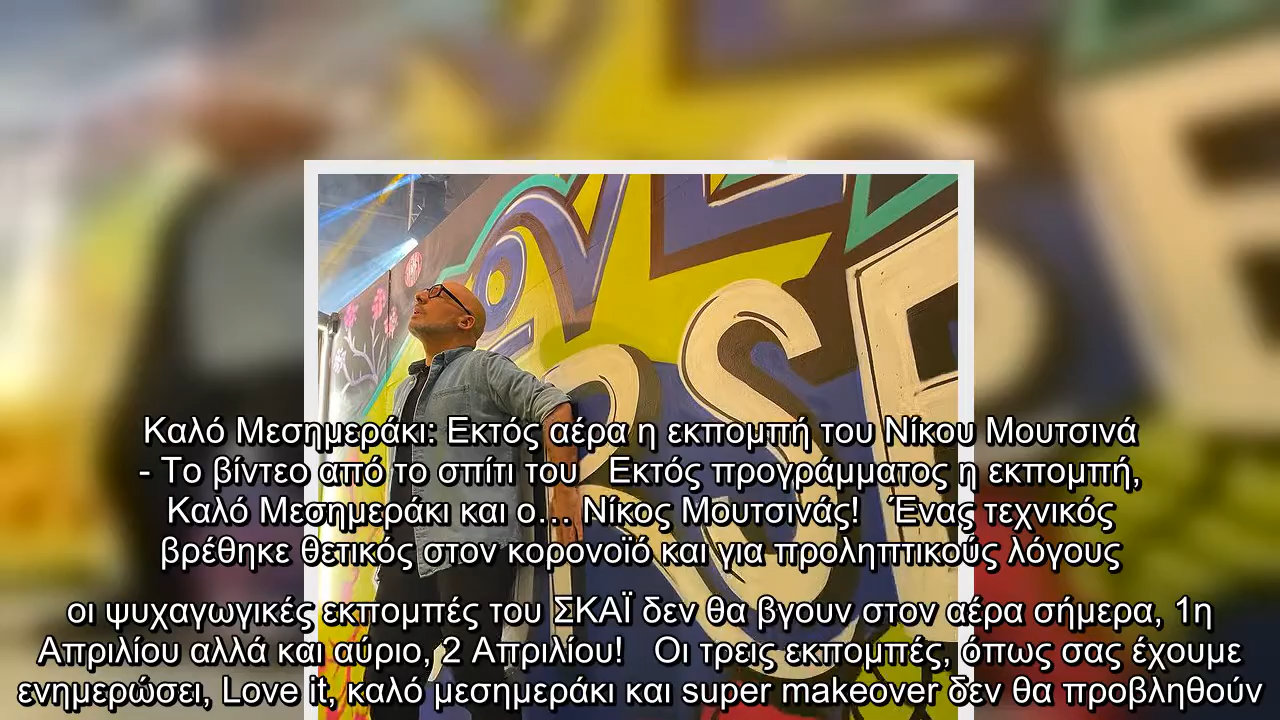 Καλό Μεσημεράκι: Εκτός αέρα η εκπομπή του Νίκου Μουτσινά
- Το βίντεο από το σπίτι του   Εκτός προγράμματος η εκπομπή,
Καλό Μεσημεράκι και ο… Νίκος Μουτσινάς!   Ένας τεχνικός
βρέθηκε θετικός στον κορονοϊό και για προληπτικούς λόγους
οι ψυχαγωγικές εκπομπές του ΣΚΑΪ δεν θα βγουν στον αέρα σήμερα, 1η
Απριλίου αλλά και αύριο, 2 Απριλίου!   Οι τρεις εκπομπές, όπως σας έχουμε
ενημερώσει, Love it, καλό μεσημεράκι και super makeover δεν θα προβληθούν